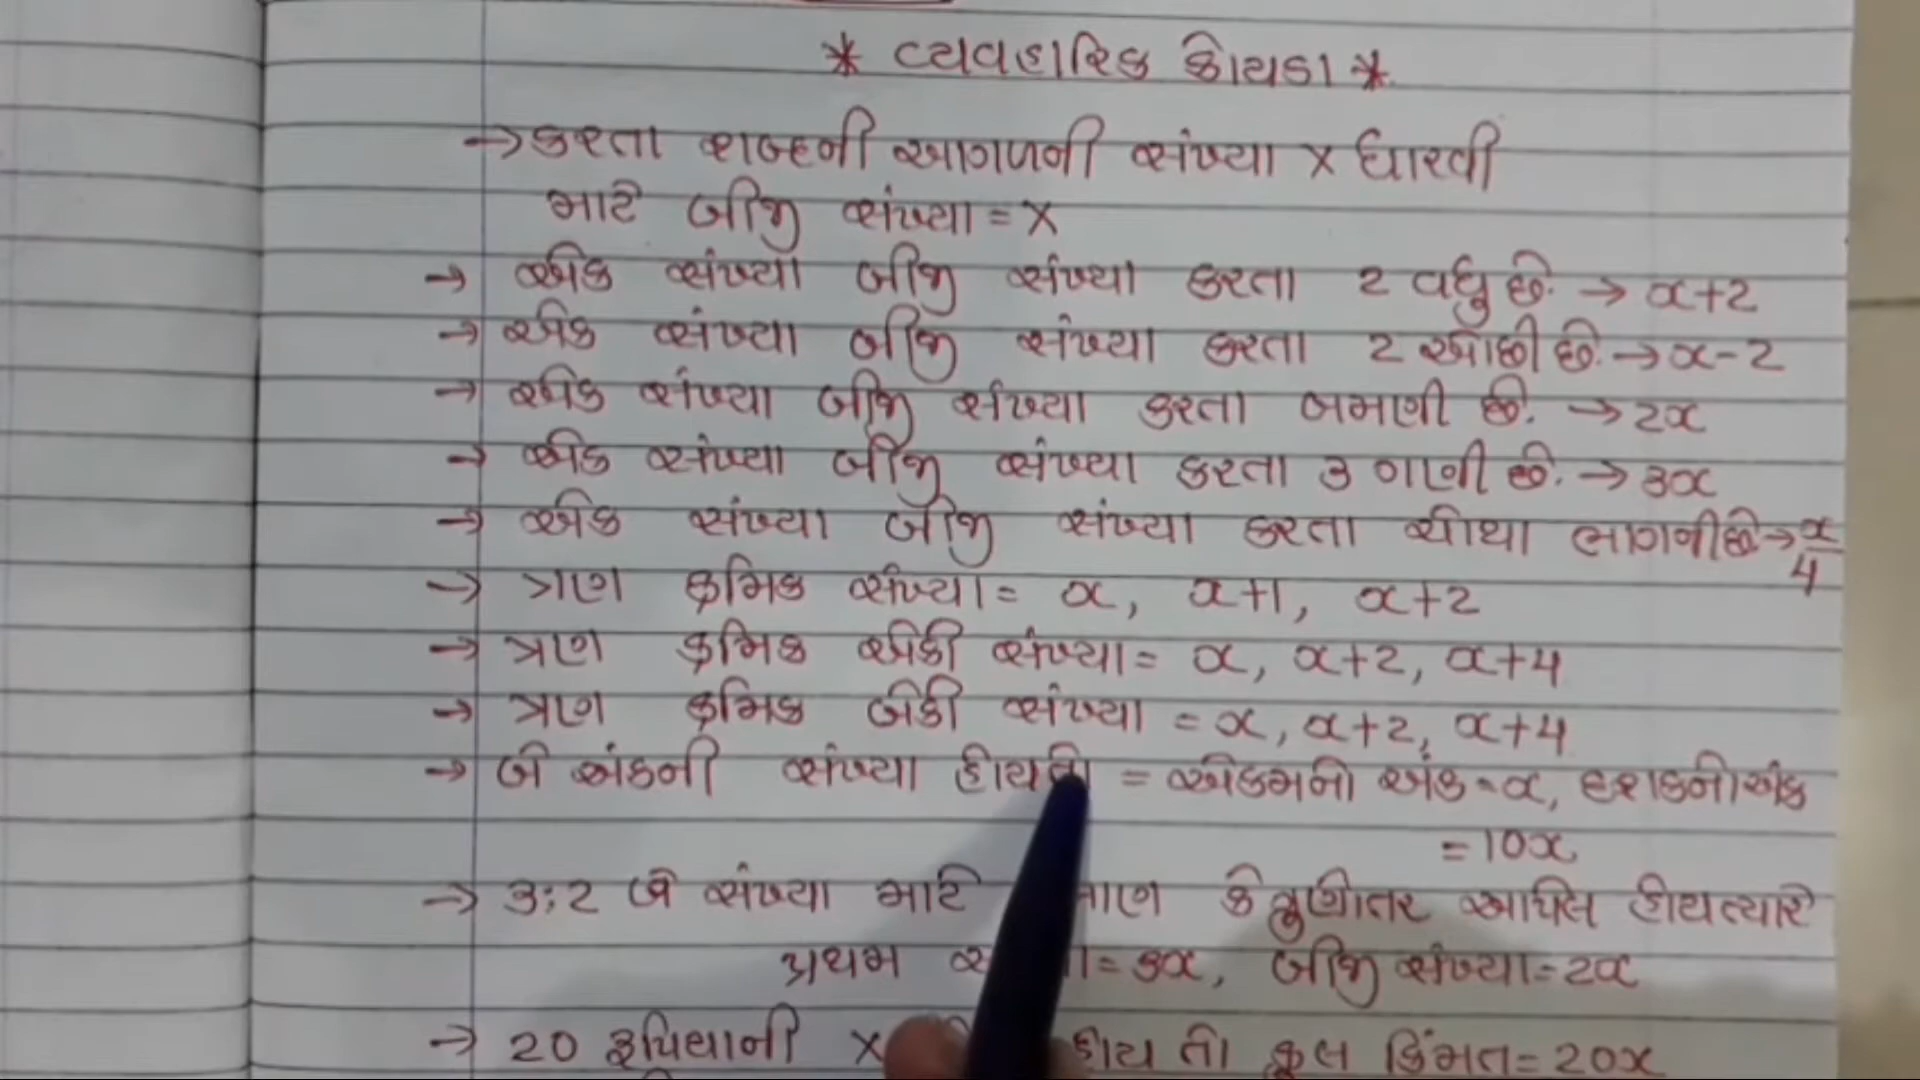 * વ્યવહારિક કોયડા *
→ કરતા શબ્દની આગળની સંખ્યા x ધારવી
માટે બીજી સંખ્યા = x
→ એક સંખ્યા બીજી સંખ્યા કરતા 2 વધુ છે. → x+2
→ એક સંખ્યા બીજી સંખ્યા કરતા 2 ઓછી છે. → x-2
→ એક સંખ્યા બીજી સંખ્યા કરતા બમણી છે. → 2x
→ એક સંખ્યા બીજી સંખ્યા કરતા 3 ગણી છે. → 3x
→ એક સંખ્યા બીજી સંખ્યા કરતા ચોથા ભાગની છે → x/4
→ ત્રણ ક્રમિક સંખ્યા = x, x+1, x+2
→ ત્રણ ક્રમિક એકી સંખ્યા = x, x+2, x+4
→ ત્રણ ક્રમિક બેકી સંખ્યા = x, x+2, x+4
→ બે અંકની સંખ્યા હોય તો = એકમનો અંક = x, દશકનો અંક
= 10x
→ 3:2 બે સંખ્યા માટે કે ગુણોતર આપેલ હોય ત્યારે
પ્રથમ = 3x, બીજી સંખ્યા = 2x
→ 20 રૂપિયાની x હોય તો કુલ કિંમત = 20x